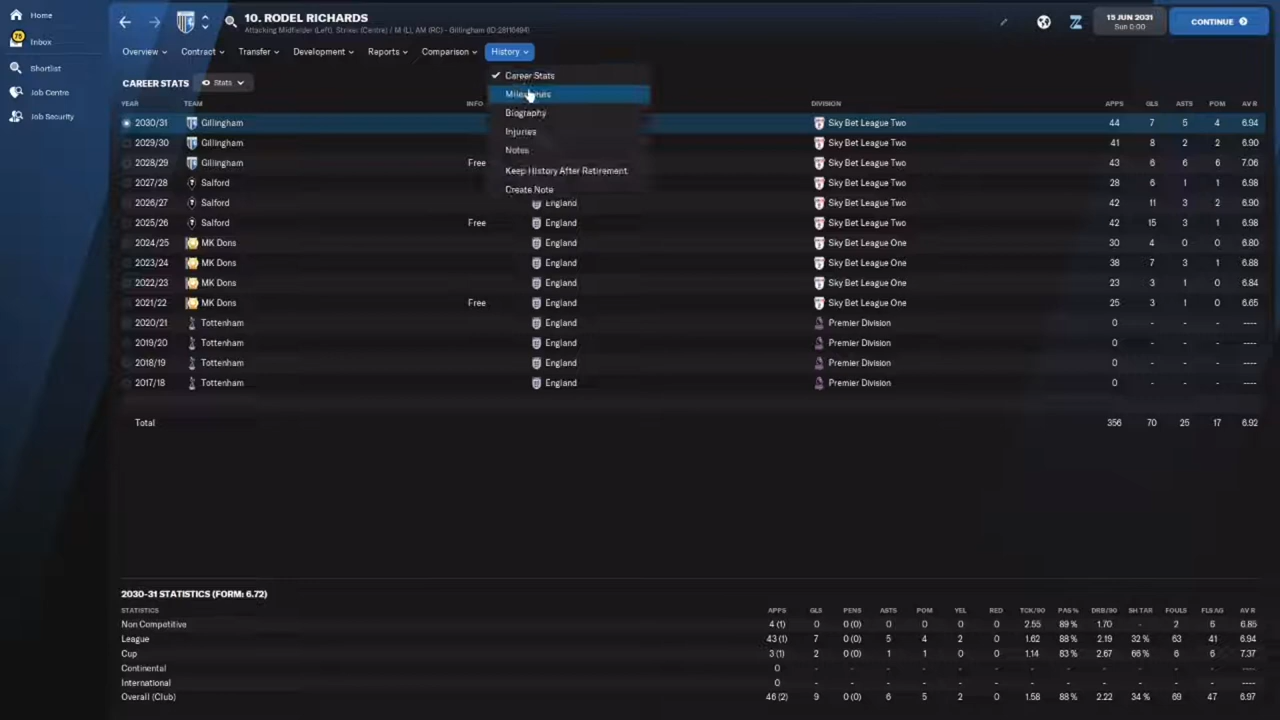 Home
75
Inbox
Shortlist
Job Centre
Job Security
10. RODEL RICHARDS
Attacking Midfielder (Left), Striker (Centre) / M (L), AM (RC) - Gillingham (ID:28110494)
15 JUN 2031
Sun 0:00
CONTINUE
Overview Contract Transfer Development Reports Comparison History
CAREER STATS Stats
Career Stats
Milestones
Biography
Injuries
Notes
Keep History After Retirement
Create Note
YEAR TEAM INFO DIVISION APPS GLS ASTS POM AV R
2030/31 Gillingham Sky Bet League Two 44 7 5 4 6.94
2029/30 Gillingham Sky Bet League Two 41 8 2 2 6.90
2028/29 Gillingham Free Sky Bet League Two 43 6 6 6 7.06
2027/28 Salford Sky Bet League Two 28 6 1 1 6.98
2026/27 Salford England Sky Bet League Two 42 11 3 2 6.90
2025/26 Salford Free England Sky Bet League Two 42 15 3 1 6.98
2024/25 MK Dons England Sky Bet League One 30 4 0 0 6.80
2023/24 MK Dons England Sky Bet League One 38 7 3 1 6.88
2022/23 MK Dons England Sky Bet League One 23 3 1 0 6.84
2021/22 MK Dons Free England Sky Bet League One 25 3 1 0 6.65
2020/21 Tottenham England Premier Division 0 - - - ----
2019/20 Tottenham England Premier Division 0 - - - ----
2018/19 Tottenham England Premier Division 0 - - - ----
2017/18 Tottenham England Premier Division 0 - - - ----
Total 356 70 25 17 6.92
2030-31 STATISTICS (FORM: 6.72)
STATISTICS APPS GLS PENS ASTS POM YEL RED TCK/90 PAS % DRB/90 SH TAR FOULS FLS AG AV R
Non Competitive 4 (1) 0 0 (0) 0 0 0 0 2.55 89 % 1.70 - 2 6 6.85
League 43 (1) 7 0 (0) 5 4 2 0 1.62 88 % 2.19 32 % 63 41 6.94
Cup 3 (1) 2 0 (0) 1 1 0 0 1.14 83 % 2.67 66 % 6 6 7.37
Continental 0 - - - - - - - - - - - - ----
International 0 - - - - - - - - - - - - ----
Overall (Club) 46 (2) 9 0 (0) 6 5 2 0 1.58 88 % 2.22 34 % 69 47 6.97